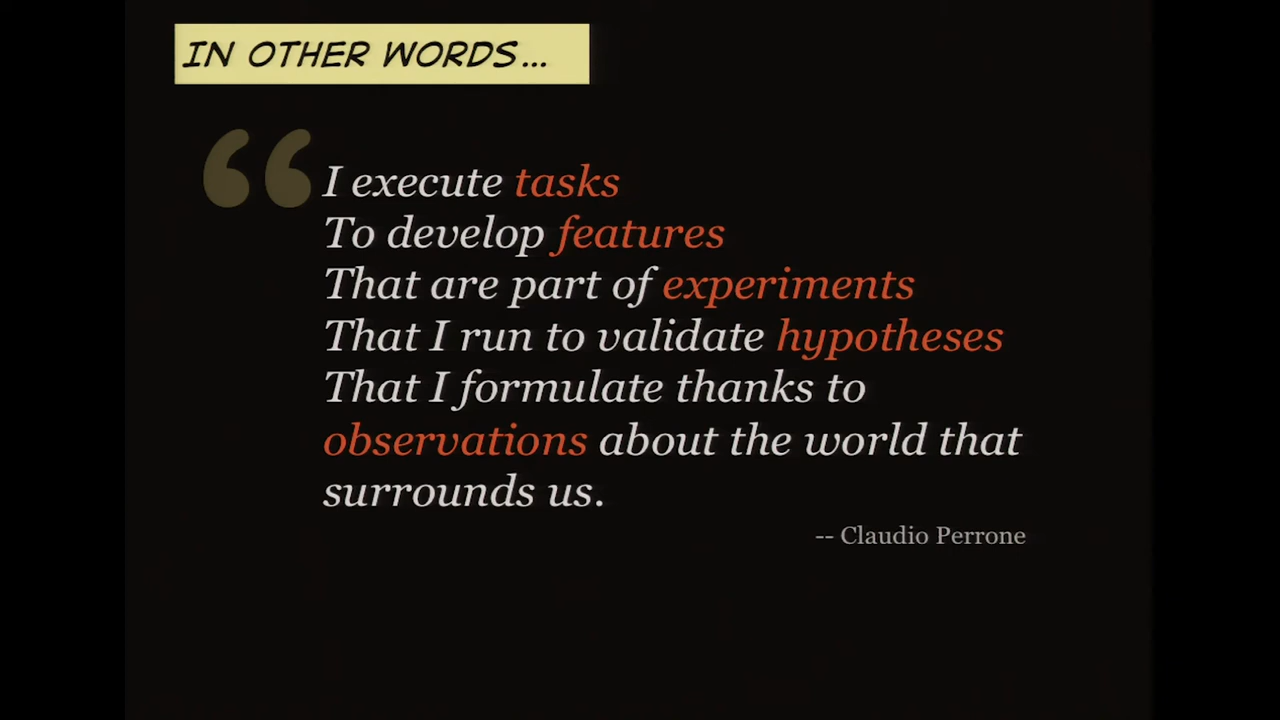 IN OTHER WORDS...
“I execute tasks
To develop features
That are part of experiments
That I run to validate hypotheses
That I formulate thanks to
observations about the world that
surrounds us.
-- Claudio Perrone